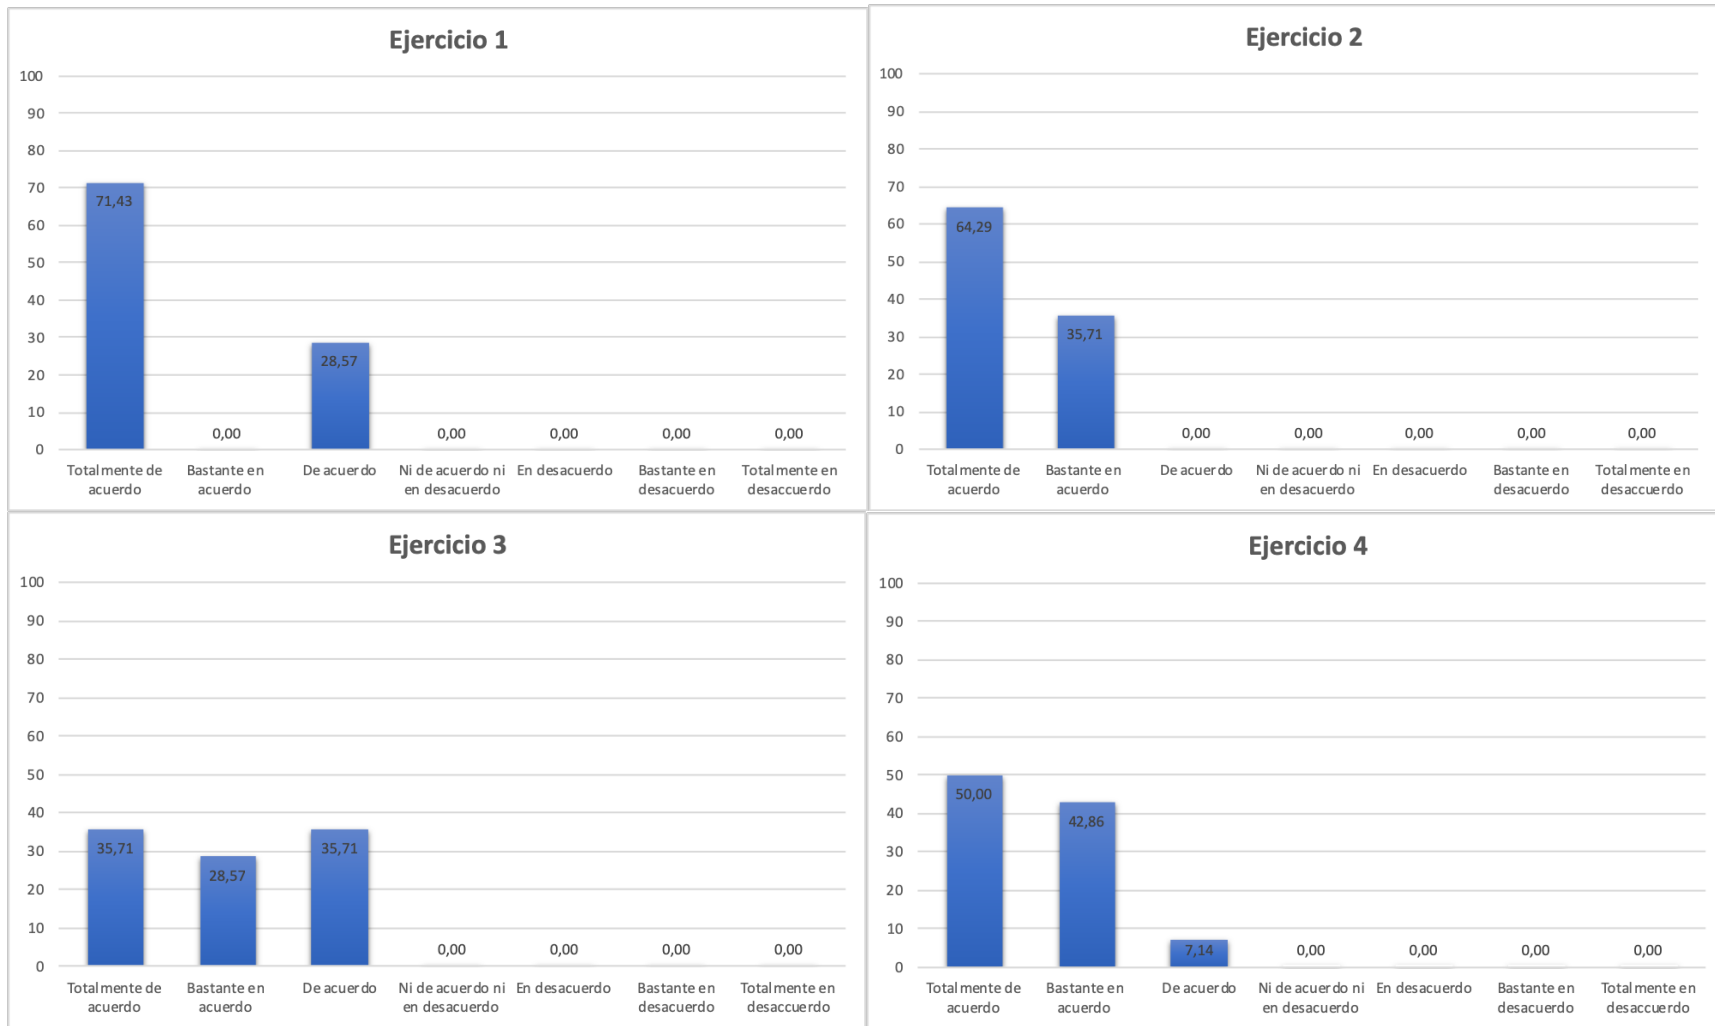 Ejercicio 1
100
90
80
70
60
50
40
30
20
10
0
71,43
0,00
28,57
0,00
0,00
0,00
0,00
Totalmente de
acuerdo
Bastante en
acuerdo
De acuerdo
Ni de acuerdo ni
en desacuerdo
En desacuerdo
Bastante en
desacuerdo
Totalmente en
desaccuerdo
Ejercicio 2
100
90
80
70
60
50
40
30
20
10
0
64,29
35,71
0,00
0,00
0,00
0,00
0,00
Totalmente de
acuerdo
Bastante en
acuerdo
De acuerdo
Ni de acuerdo ni
en desacuerdo
En desacuerdo
Bastante en
desacuerdo
Totalmente en
desaccuerdo
Ejercicio 3
100
90
80
70
60
50
40
30
20
10
0
35,71
28,57
35,71
0,00
0,00
0,00
0,00
Totalmente de
acuerdo
Bastante en
acuerdo
De acuerdo
Ni de acuerdo ni
en desacuerdo
En desacuerdo
Bastante en
desacuerdo
Totalmente en
desaccuerdo
Ejercicio 4
100
90
80
70
60
50
40
30
20
10
0
50,00
42,86
7,14
0,00
0,00
0,00
0,00
Totalmente de
acuerdo
Bastante en
acuerdo
De acuerdo
Ni de acuerdo ni
en desacuerdo
En desacuerdo
Bastante en
desacuerdo
Totalmente en
desaccuerdo